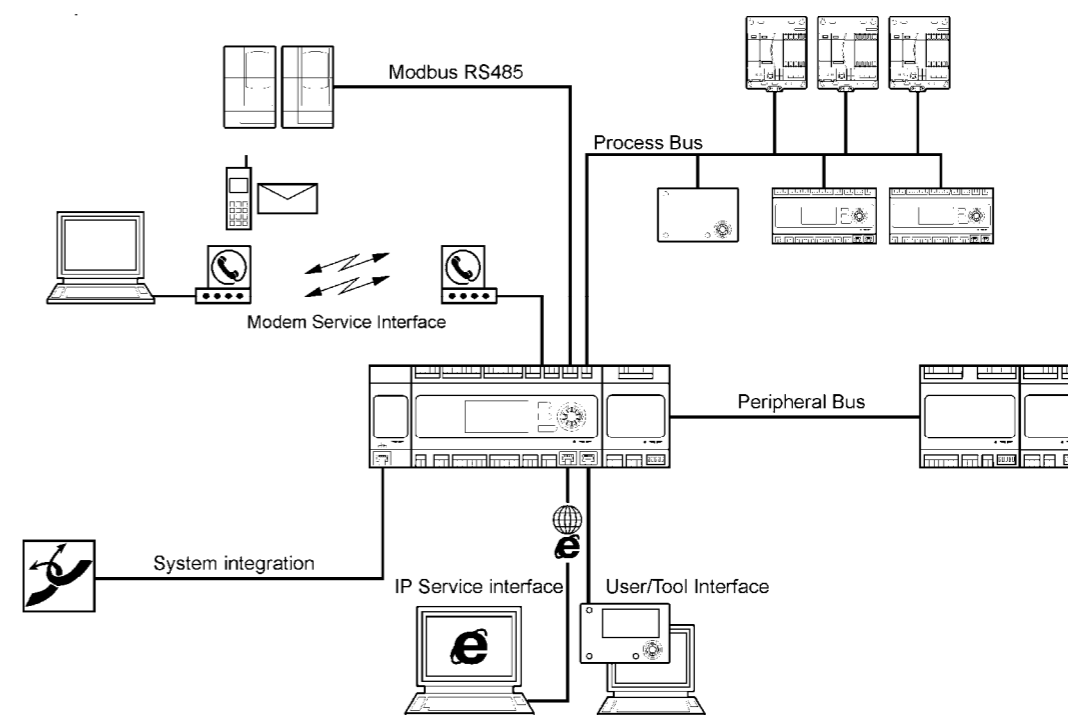 Modbus RS485
Process Bus
Modem Service Interface
Peripheral Bus
System integration
IP Service interface
User/Tool Interface